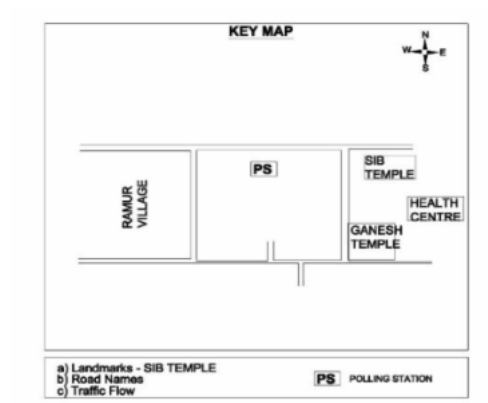 KEY MAP
N
W E
S
PS
SIB
TEMPLE
RAMUR
VILLAGE
HEALTH
CENTRE
GANESH
TEMPLE
a) Landmarks - SIB TEMPLE
b) Road Names
c) Traffic Flow
PS POLLING STATION